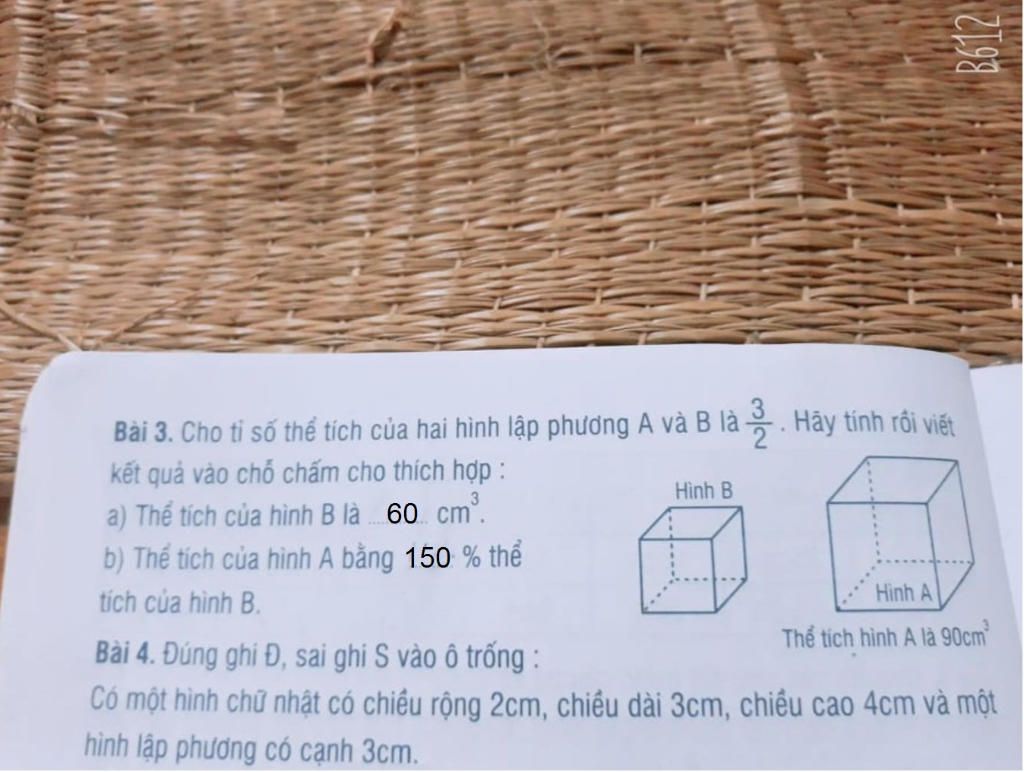 B612
Bài 3. Cho tỉ số thể tích của hai hình lập phương A và B là 3/2 . Hãy tính rồi viết
kết quả vào chỗ chấm cho thích hợp :
a) Thể tích của hình B là ...60... cm³.
b) Thể tích của hình A bằng 150 % thể
tích của hình B.
Hình B
Hình A
Thể tích hình A là 90cm³
Bài 4. Đúng ghi Đ, sai ghi S vào ô trống :
Có một hình chữ nhật có chiều rộng 2cm, chiều dài 3cm, chiều cao 4cm và một
hình lập phương có cạnh 3cm.